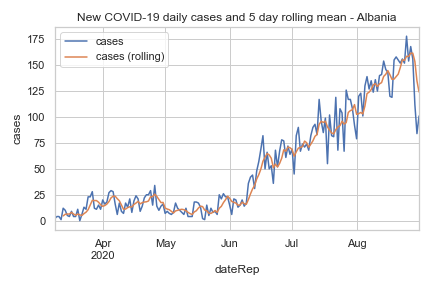 New COVID-19 daily cases and 5 day rolling mean - Albania
cases
cases (rolling)
175
150
125
100
75
50
25
0
cases
Apr
2020
May
Jun
Jul
Aug
dateRep